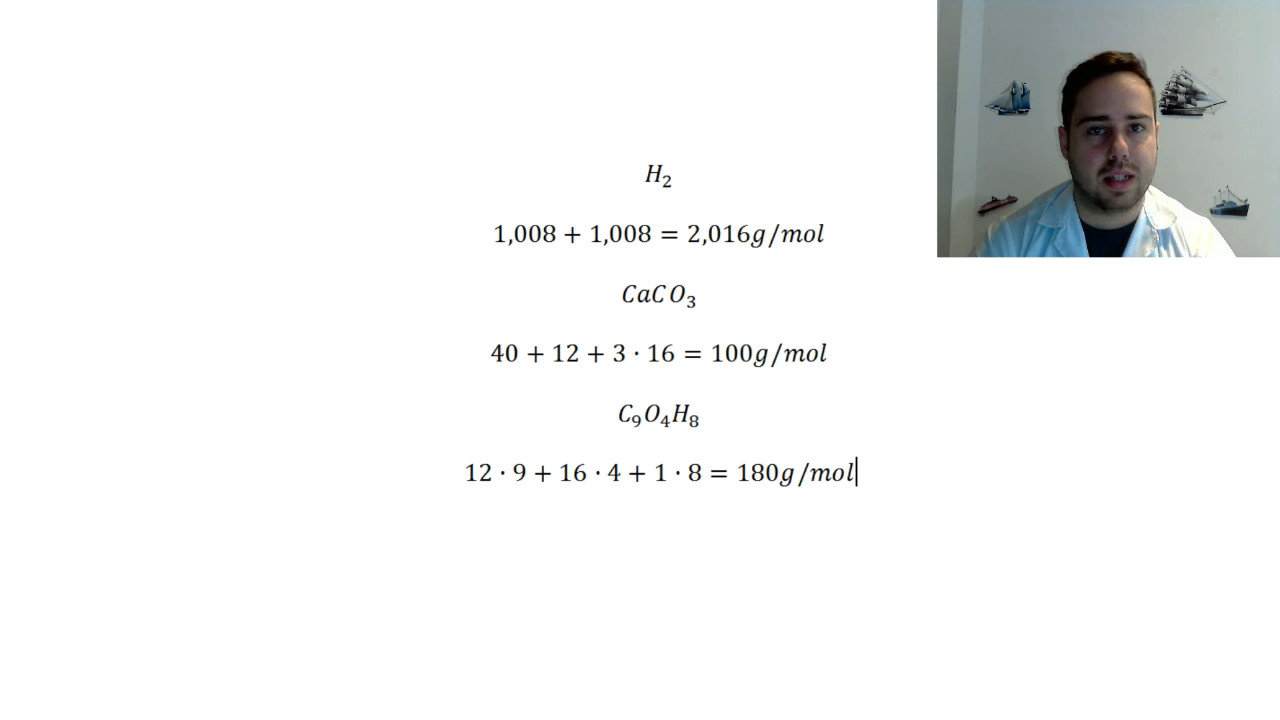 H₂
1,008 + 1,008 = 2,016g/mol
CaCO₃
40 + 12 + 3 · 16 = 100g/mol
C₉O₄H₈
12 · 9 + 16 · 4 + 1 · 8 = 180g/mol